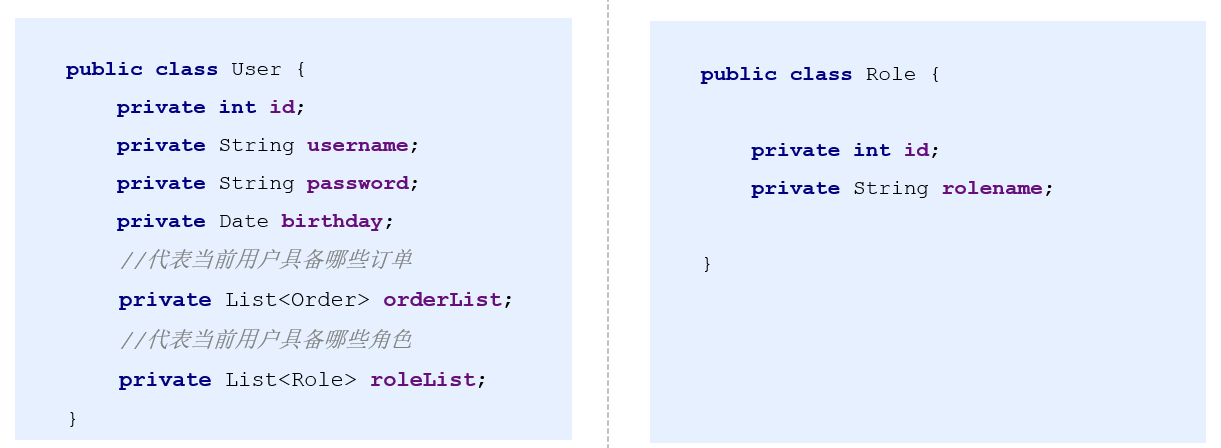 public class User {
private int id;
private String username;
private String password;
private Date birthday;
//代表当前用户具备哪些订单
private List<Order> orderList;
//代表当前用户具备哪些角色
private List<Role> roleList;
}
public class Role {
private int id;
private String rolename;
}